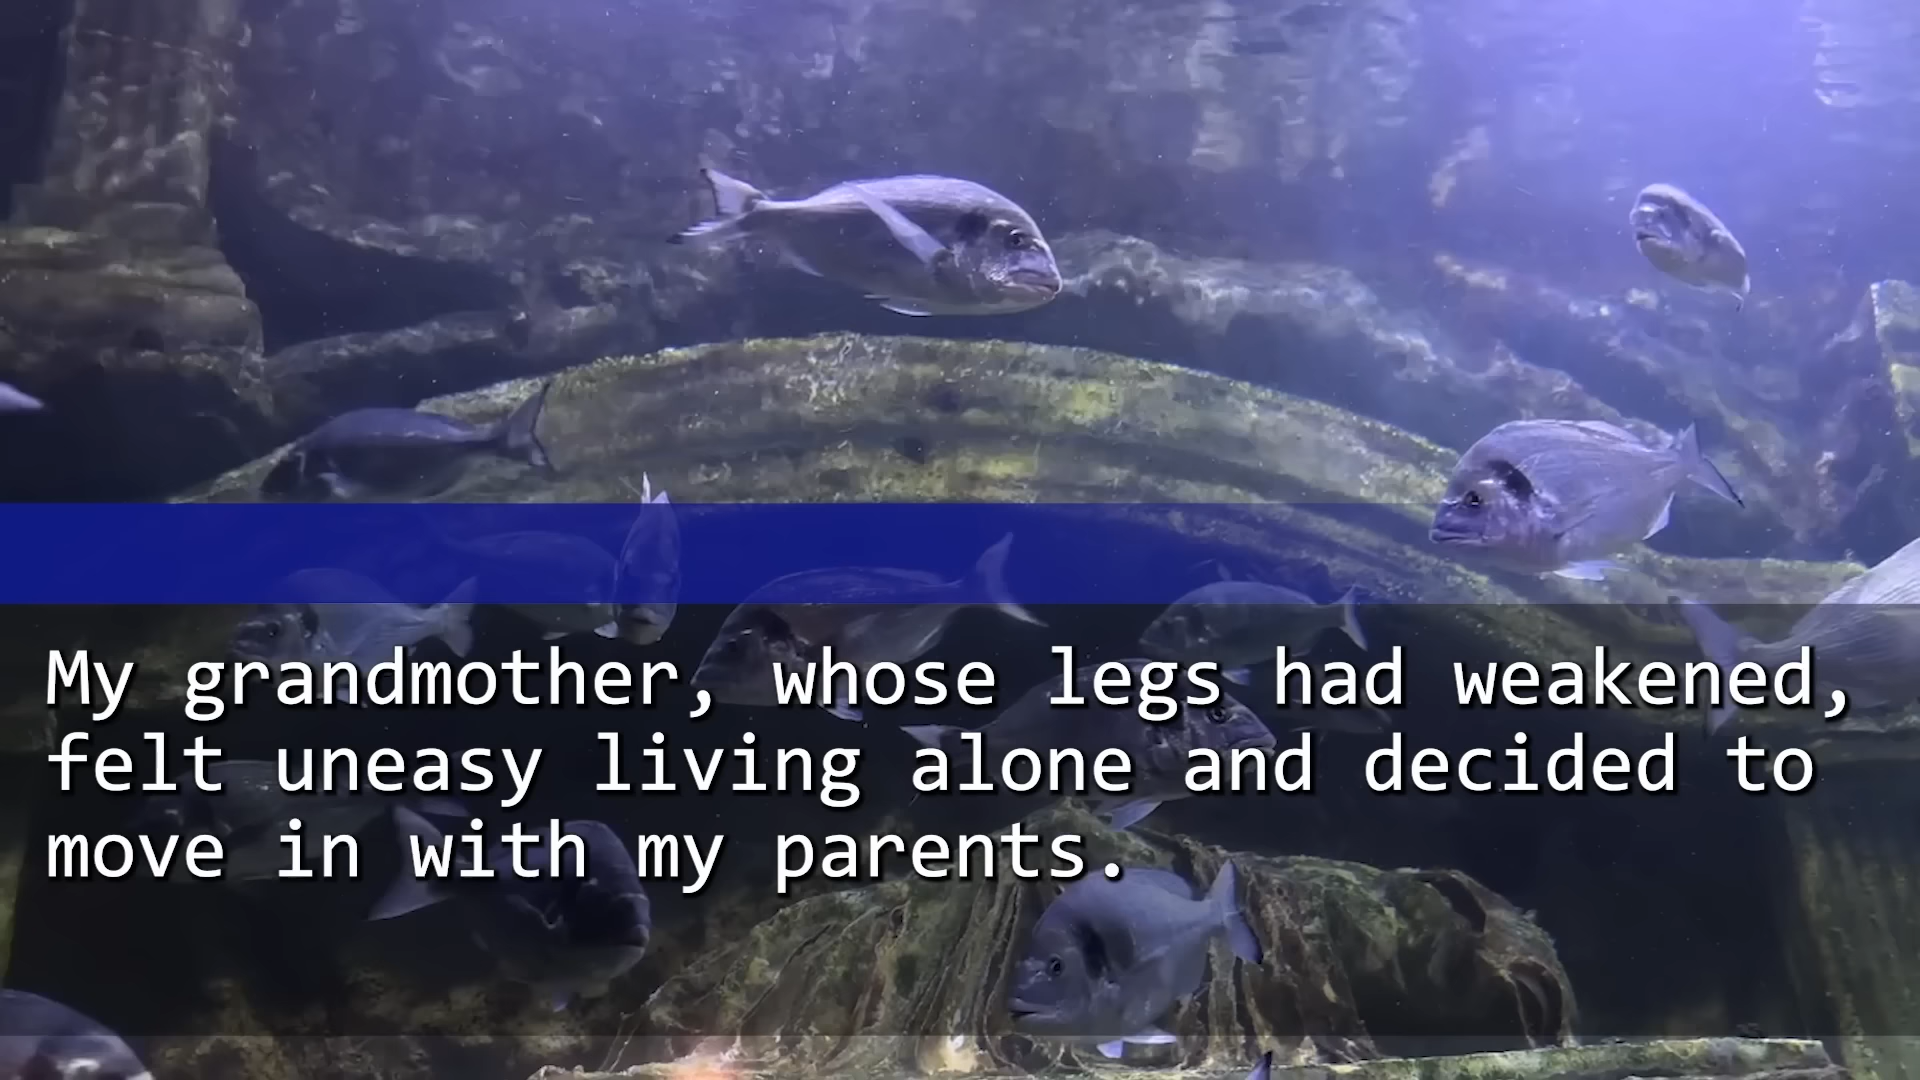 My grandmother, whose legs had weakened,
felt uneasy living alone and decided to
move in with my parents.